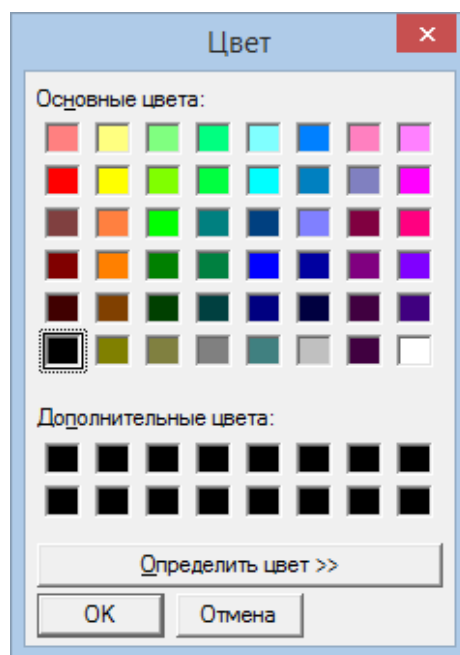 Цвет
Основные цвета:
Дополнительные цвета:
Определить цвет >>
OK
Отмена